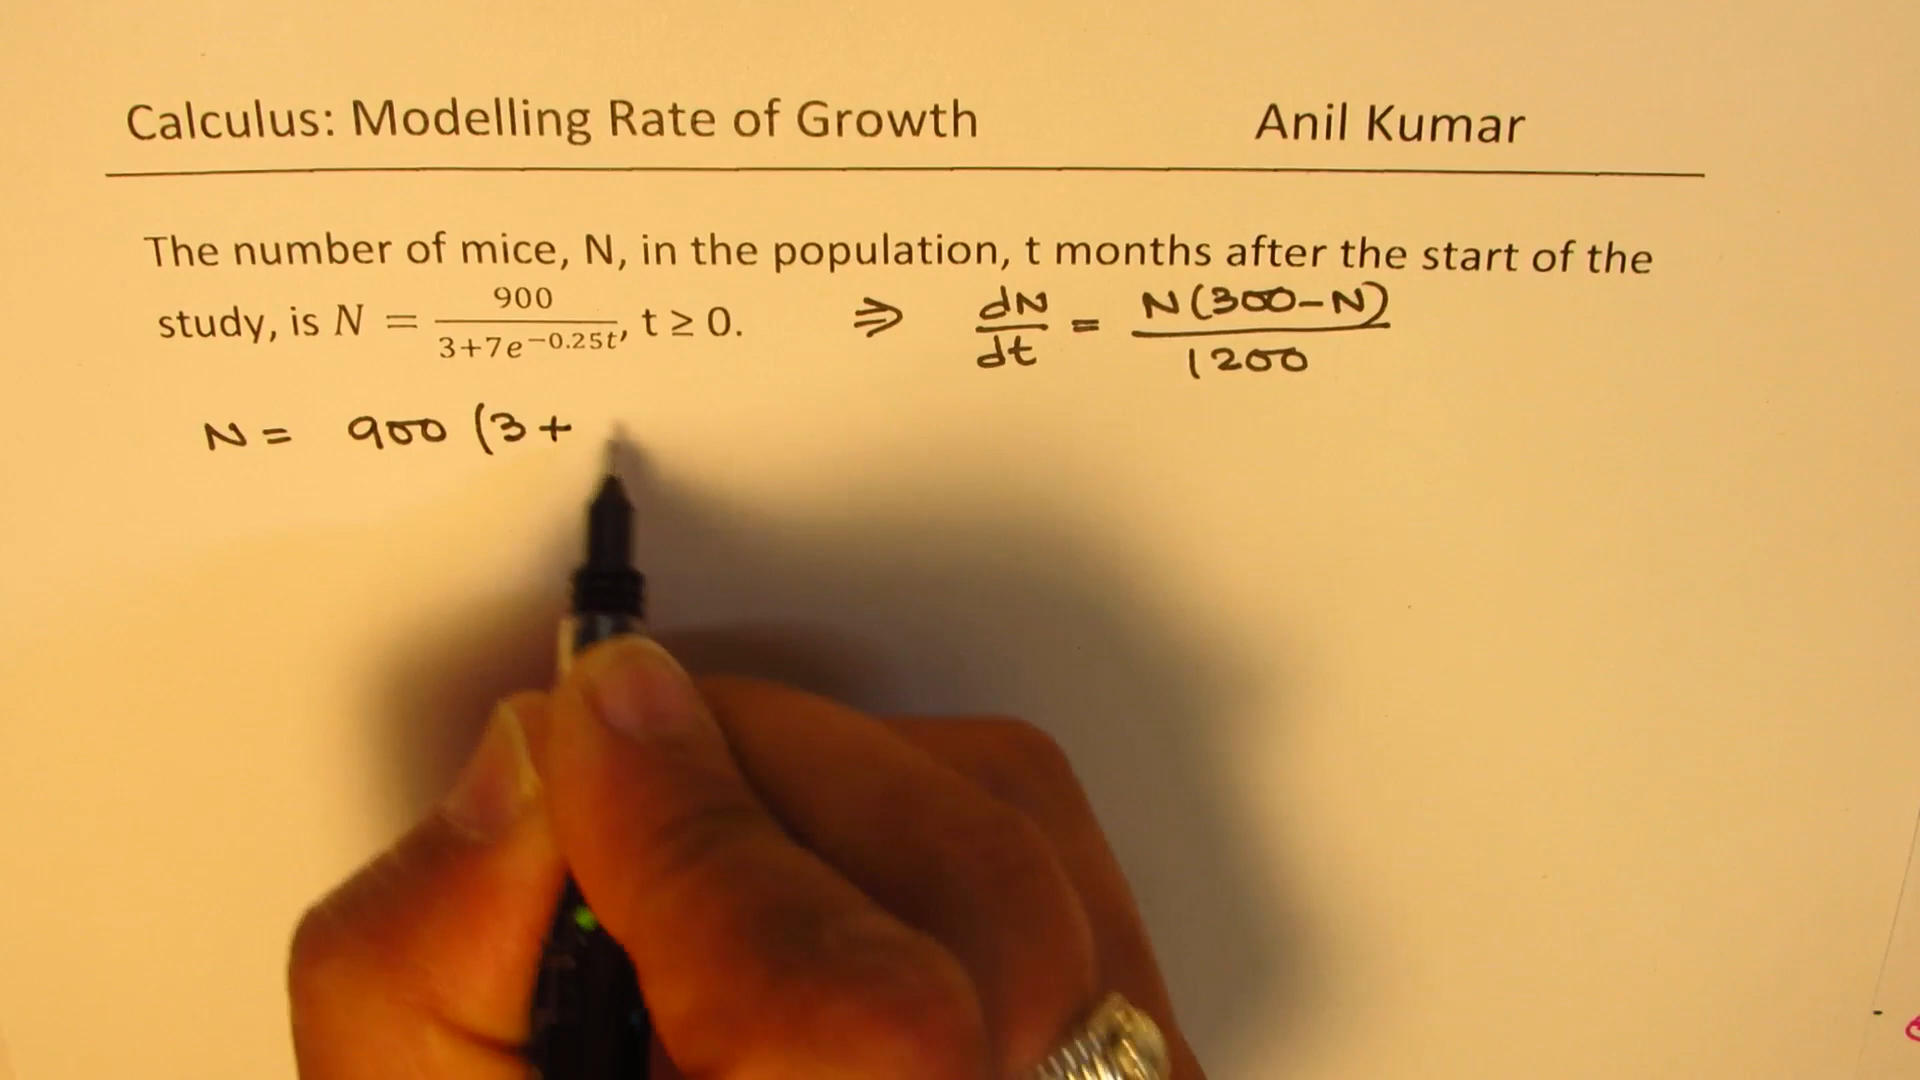 Calculus: Modelling Rate of Growth Anil Kumar
The number of mice, N, in the population, t months after the start of the
study, is N = 900/(3+7e^(-0.25t)), t ≥ 0. ⇒ dN/dt = N(300-N)/1200
N = 900 (3+